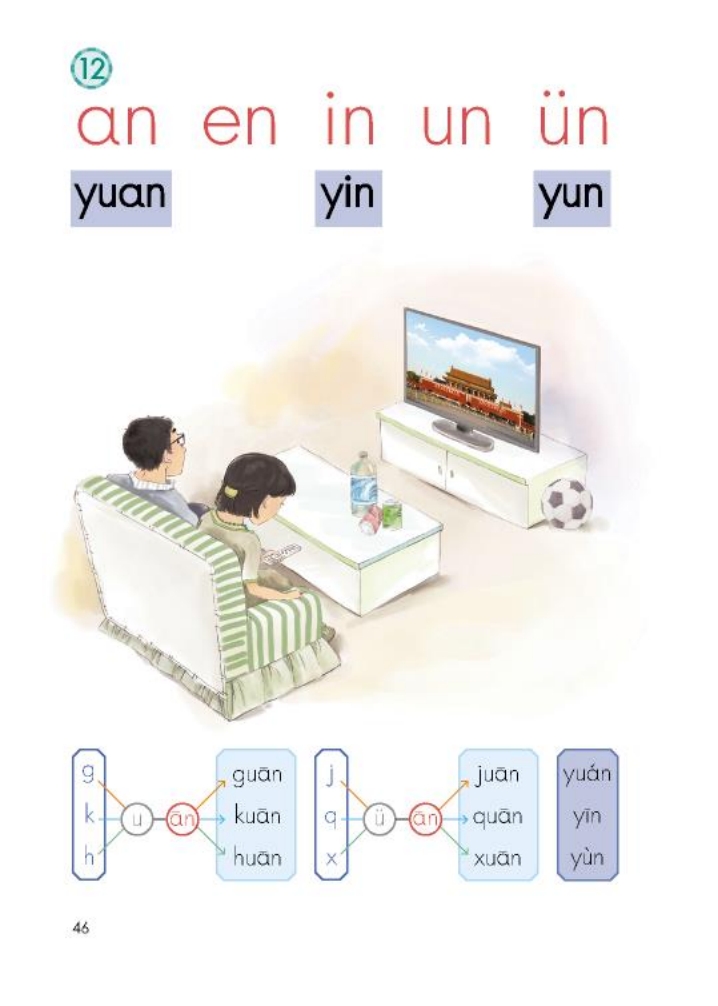 12
an en in un ün
yuan yin yun
g
k
h
u
ān
guān
kuān
huān
j
q
x
ü
ān
juān
quān
xuān
yuán
yīn
yùn
46